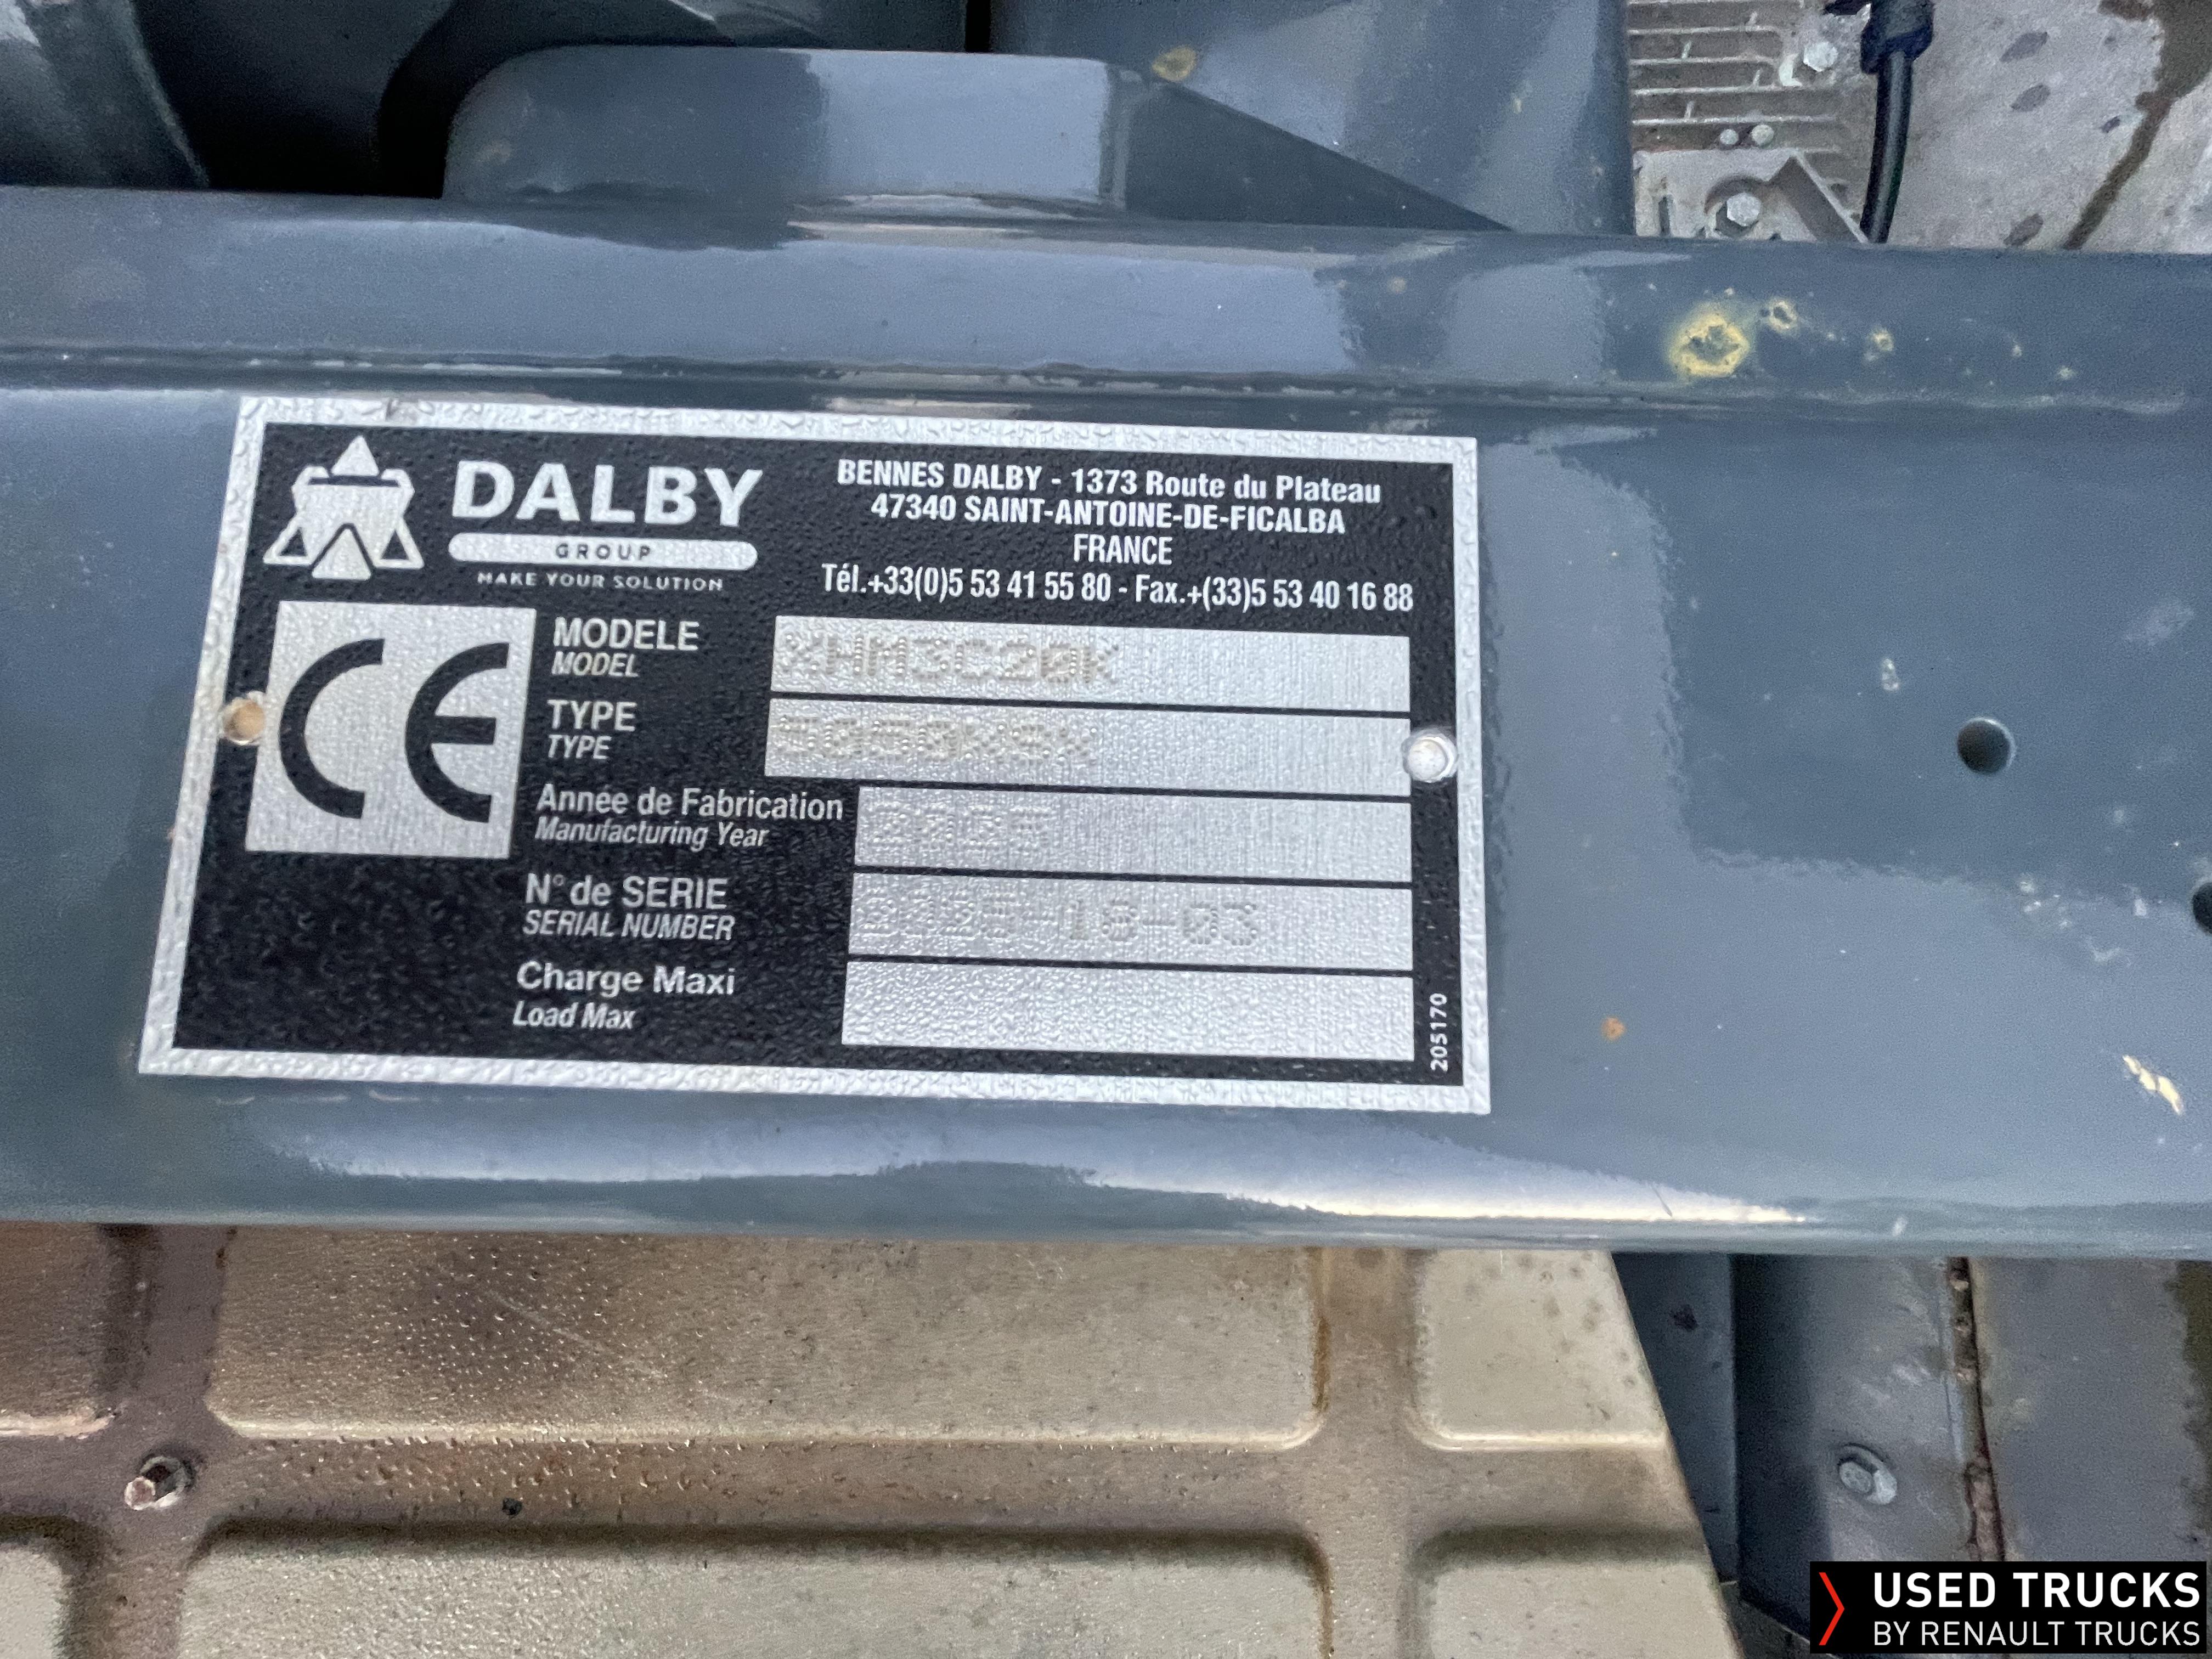 DALBY
GROUP
MAKE YOUR SOLUTION
BENNES DALBY - 1373 Route du Plateau
47340 SAINT-ANTOINE-DE-FICALBA
FRANCE
Tél.+33(0)5 53 41 55 80 - Fax.+(33)5 53 40 16 88
CE
MODELE
MODEL
XHM3C20K
TYPE
TYPE
Année de Fabrication
Manufacturing Year
N° de SERIE
SERIAL NUMBER
Charge Maxi
Load Max
205170
USED TRUCKS
BY RENAULT TRUCKS